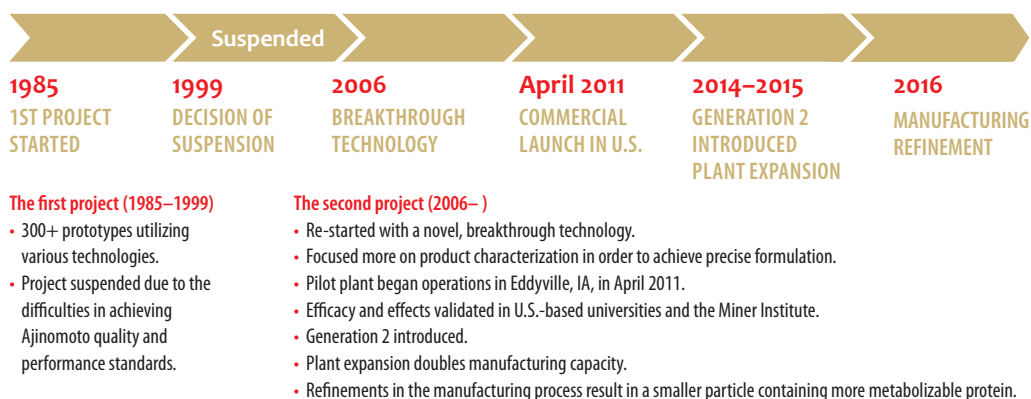 Suspended
1985
1ST PROJECT
STARTED
1999
DECISION OF
SUSPENSION
2006
BREAKTHROUGH
TECHNOLOGY
April 2011
COMMERCIAL
LAUNCH IN U.S.
2014–2015
GENERATION 2
INTRODUCED
PLANT EXPANSION
2016
MANUFACTURING
REFINEMENT
The first project (1985–1999)
• 300+ prototypes utilizing
various technologies.
• Project suspended due to the
difficulties in achieving
Ajinomoto quality and
performance standards.
The second project (2006– )
• Re-started with a novel, breakthrough technology.
• Focused more on product characterization in order to achieve precise formulation.
• Pilot plant began operations in Eddyville, IA, in April 2011.
• Efficacy and effects validated in U.S.-based universities and the Miner Institute.
• Generation 2 introduced.
• Plant expansion doubles manufacturing capacity.
• Refinements in the manufacturing process result in a smaller particle containing more metabolizable protein.